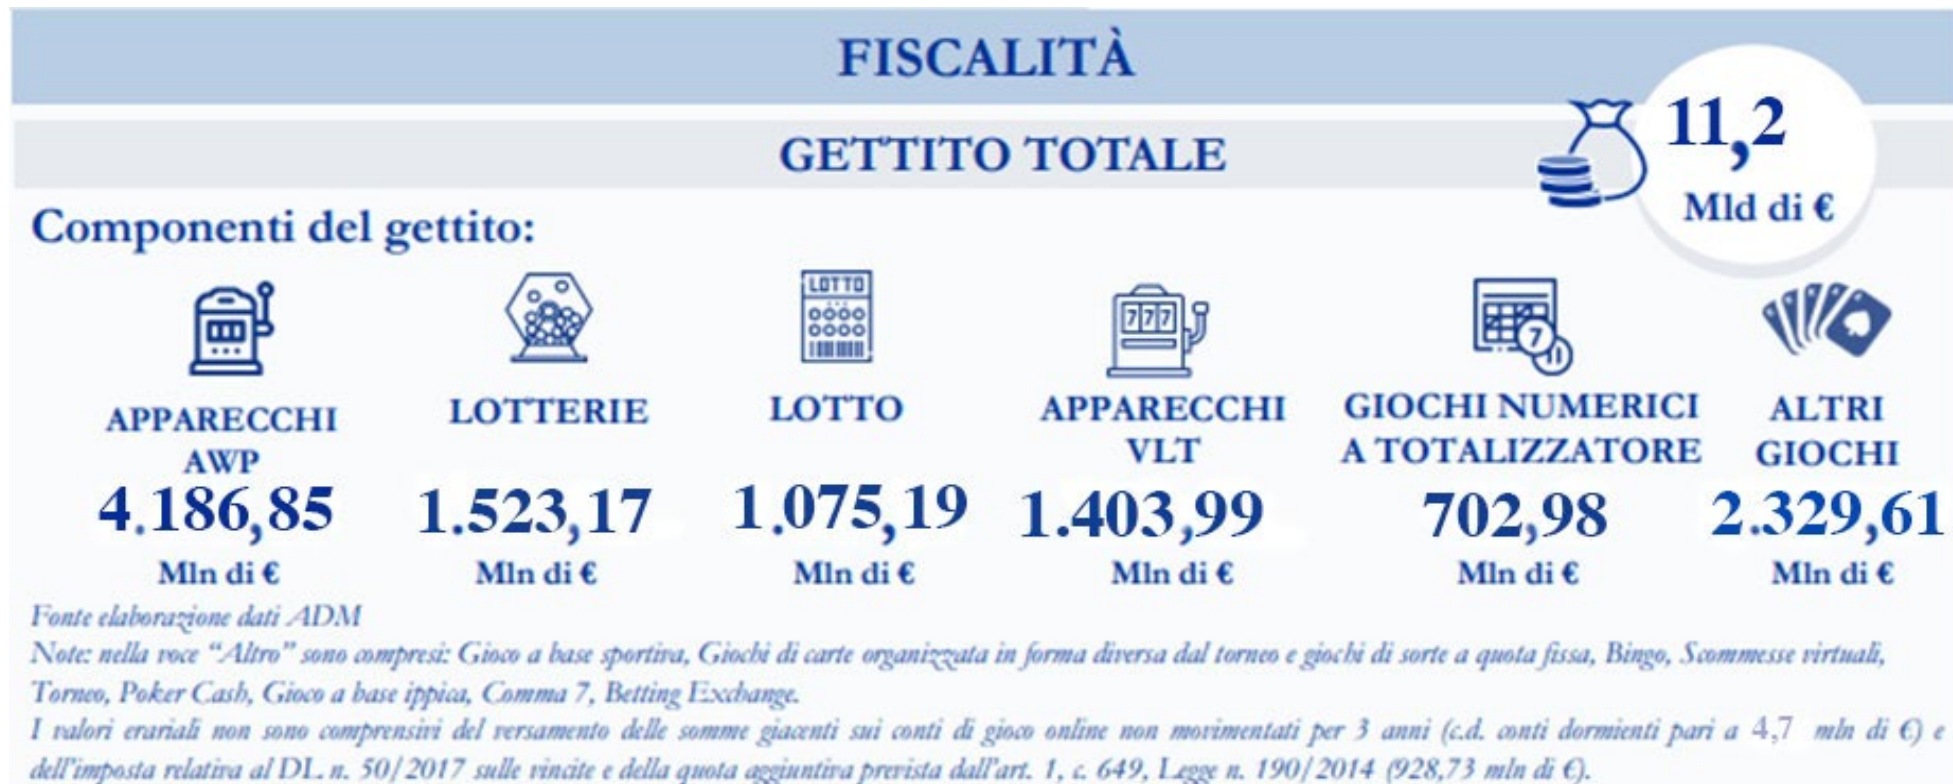 FISCALITÀ
GETTITO TOTALE
11,2
Mld di €
Componenti del gettito:
LOTTO
777
7
11
APPARECCHI
AWP
4.186,85
Mln di €
LOTTERIE
1.523,17
Mln di €
LOTTO
1.075,19
Mln di €
APPARECCHI
VLT
1.403,99
Mln di €
GIOCHI NUMERICI
A TOTALIZZATORE
702,98
Mln di €
ALTRI
GIOCHI
2.329,61
Mln di €
Fonte elaborazione dati ADM
Note: nella voce “Altro” sono compresi: Gioco a base sportiva, Giochi di carte organizzata in forma diversa dal torneo e giochi di sorte a quota fissa, Bingo, Scommesse virtuali,
Torneo, Poker Cash, Gioco a base ippica, Comma 7, Betting Exchange.
I valori erariali non sono comprensivi del versamento delle somme giacenti sui conti di gioco online non movimentati per 3 anni (c.d. conti dormienti pari a 4,7 mln di €) e
dell'imposta relativa al DL. n. 50/2017 sulle vincite e della quota aggiuntiva prevista dall'art. 1, c. 649, Legge n. 190/2014 (928,73 mln di €).